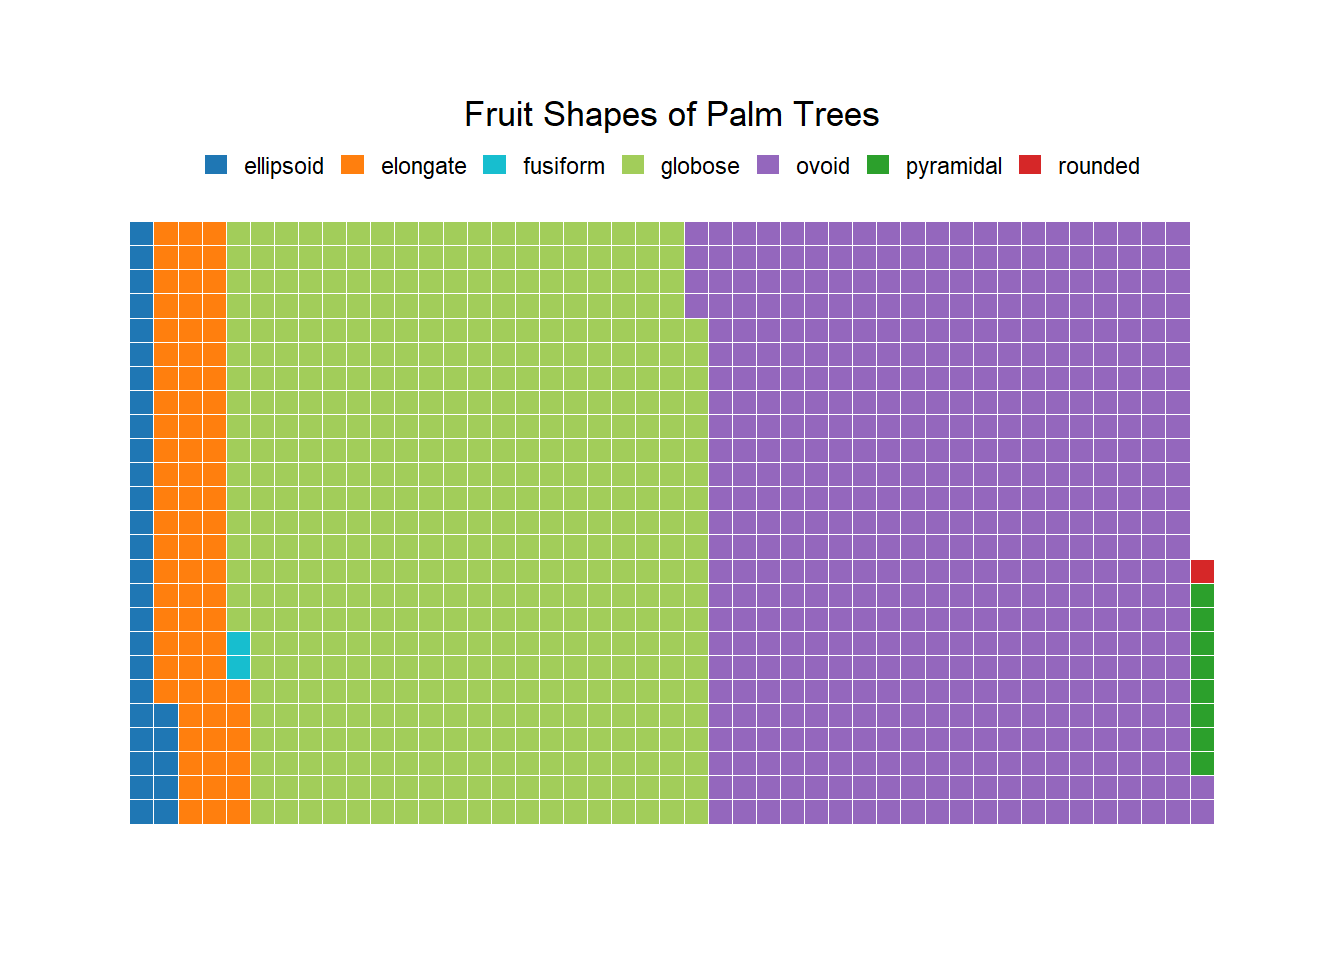 Fruit Shapes of Palm Trees
ellipsoid elongate fusiform globose ovoid pyramidal rounded